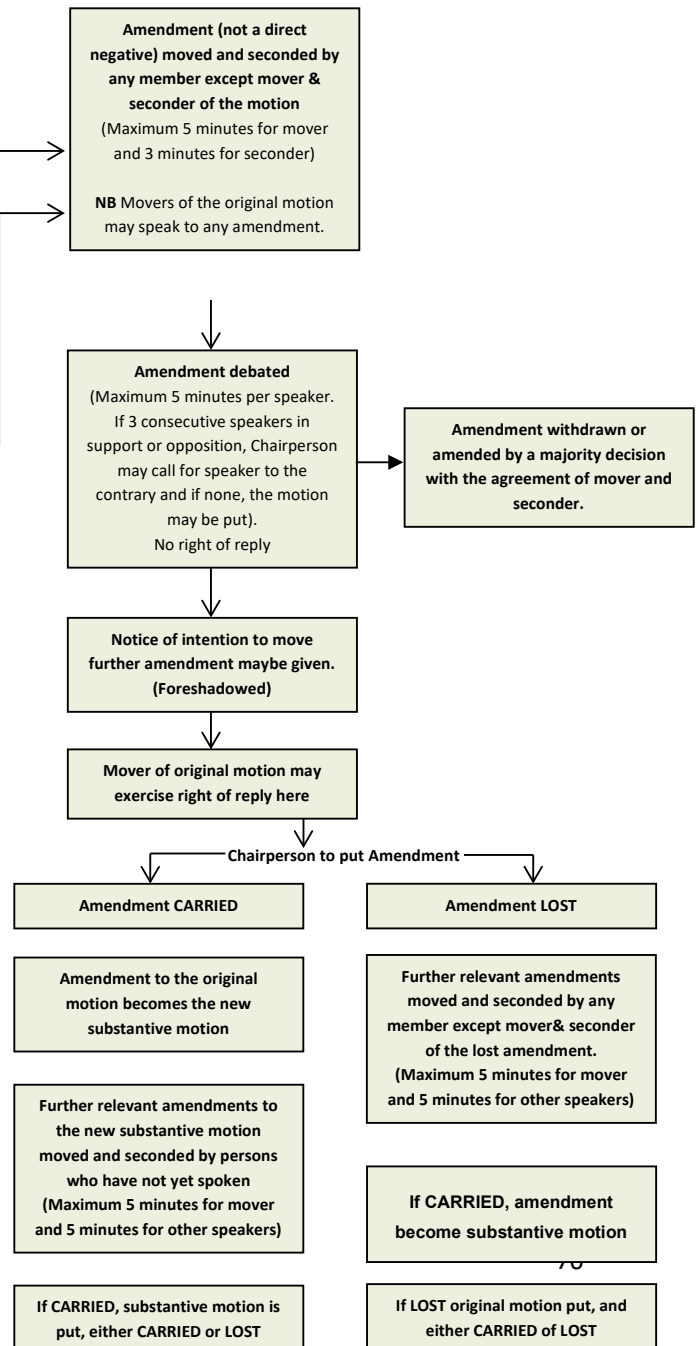 Amendment (not a direct
negative) moved and seconded by
any member except mover &
seconder of the motion
(Maximum 5 minutes for mover
and 3 minutes for seconder)
NB Movers of the original motion
may speak to any amendment.
Amendment debated
(Maximum 5 minutes per speaker.
If 3 consecutive speakers in
support or opposition, Chairperson
may call for speaker to the
contrary and if none, the motion
may be put).
No right of reply
Amendment withdrawn or
amended by a majority decision
with the agreement of mover and
seconder.
Notice of intention to move
further amendment maybe given.
(Foreshadowed)
Mover of original motion may
exercise right of reply here
Chairperson to put Amendment
Amendment CARRIED
Amendment to the original
motion becomes the new
substantive motion
Further relevant amendments to
the new substantive motion
moved and seconded by persons
who have not yet spoken
(Maximum 5 minutes for mover
and 5 minutes for other speakers)
If CARRIED, substantive motion is
put, either CARRIED or LOST
Amendment LOST
Further relevant amendments
moved and seconded by any
member except mover& seconder
of the lost amendment.
(Maximum 5 minutes for mover
and 5 minutes for other speakers)
If CARRIED, amendment
become substantive motion
If LOST original motion put, and
either CARRIED of LOST